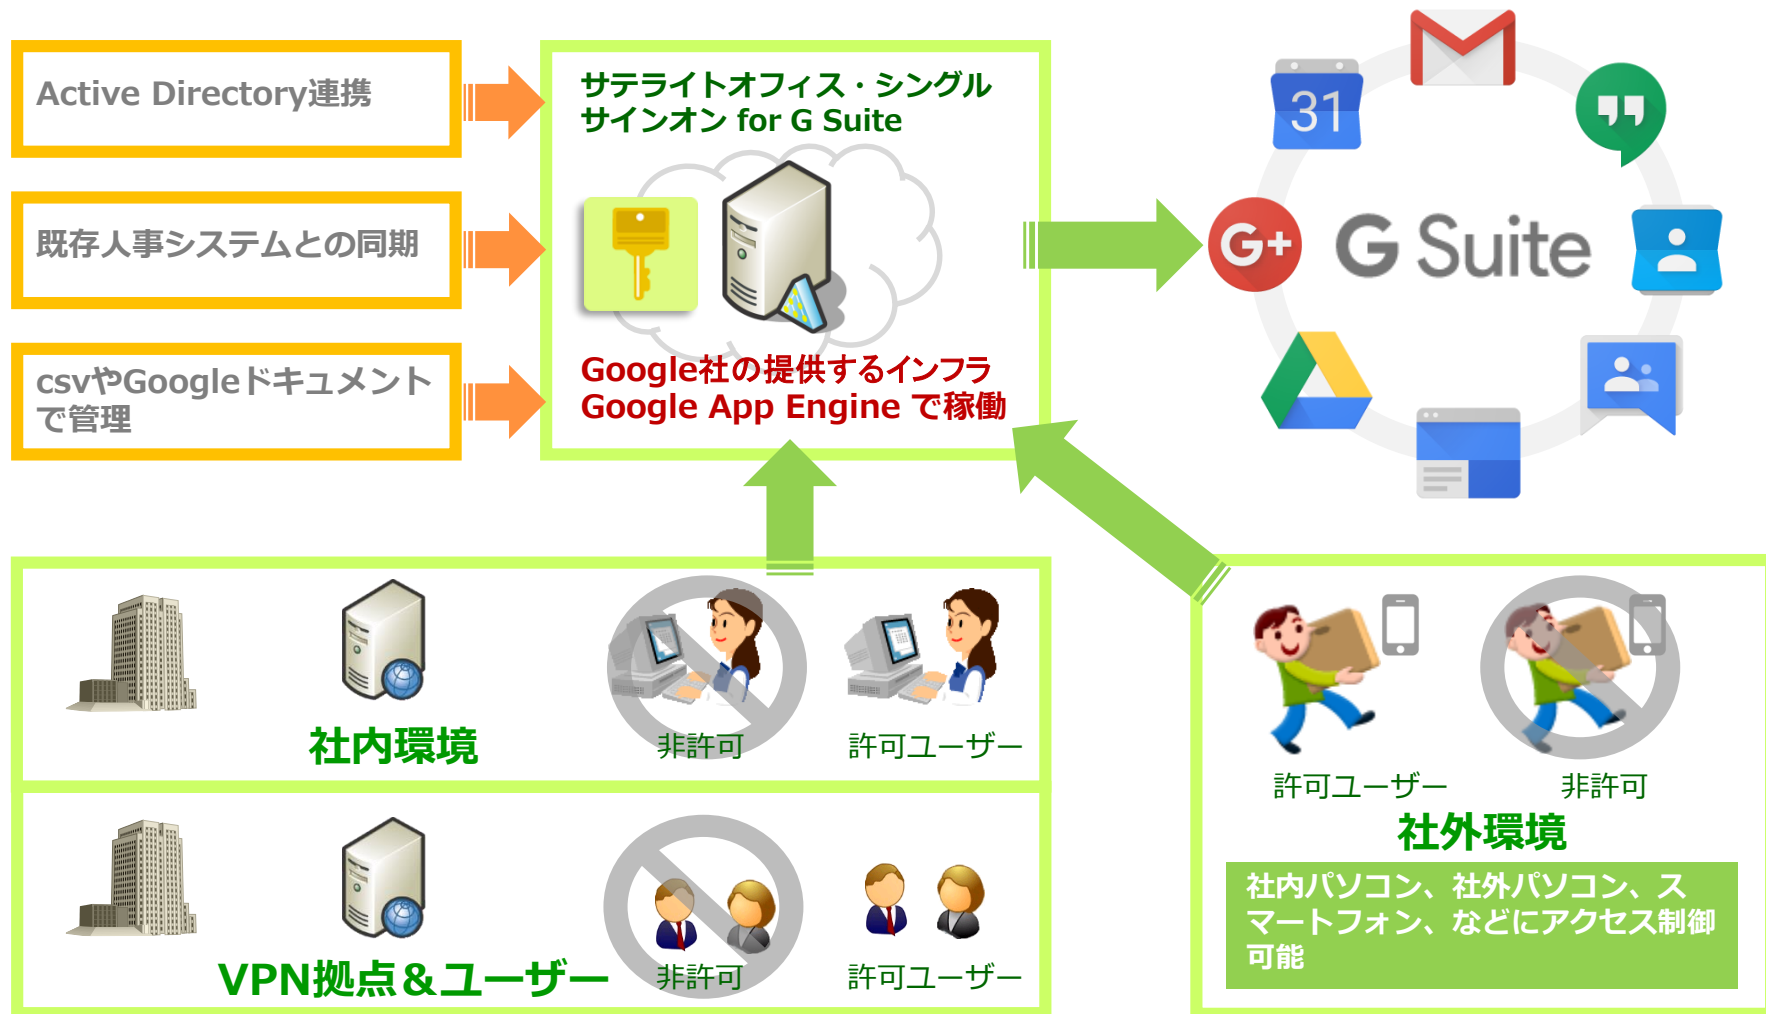 Active Directory連携
既存人事システムとの同期
csvやGoogleドキュメント
で管理
サテライトオフィス・シングル
サインオン for G Suite
Google社の提供するインフラ
Google App Engine で稼働
31
G+
G Suite
社内環境
非許可
許可ユーザー
VPN拠点＆ユーザー
非許可
許可ユーザー
許可ユーザー
非許可
社外環境
社内パソコン、社外パソコン、ス
マートフォン、などにアクセス制御
可能